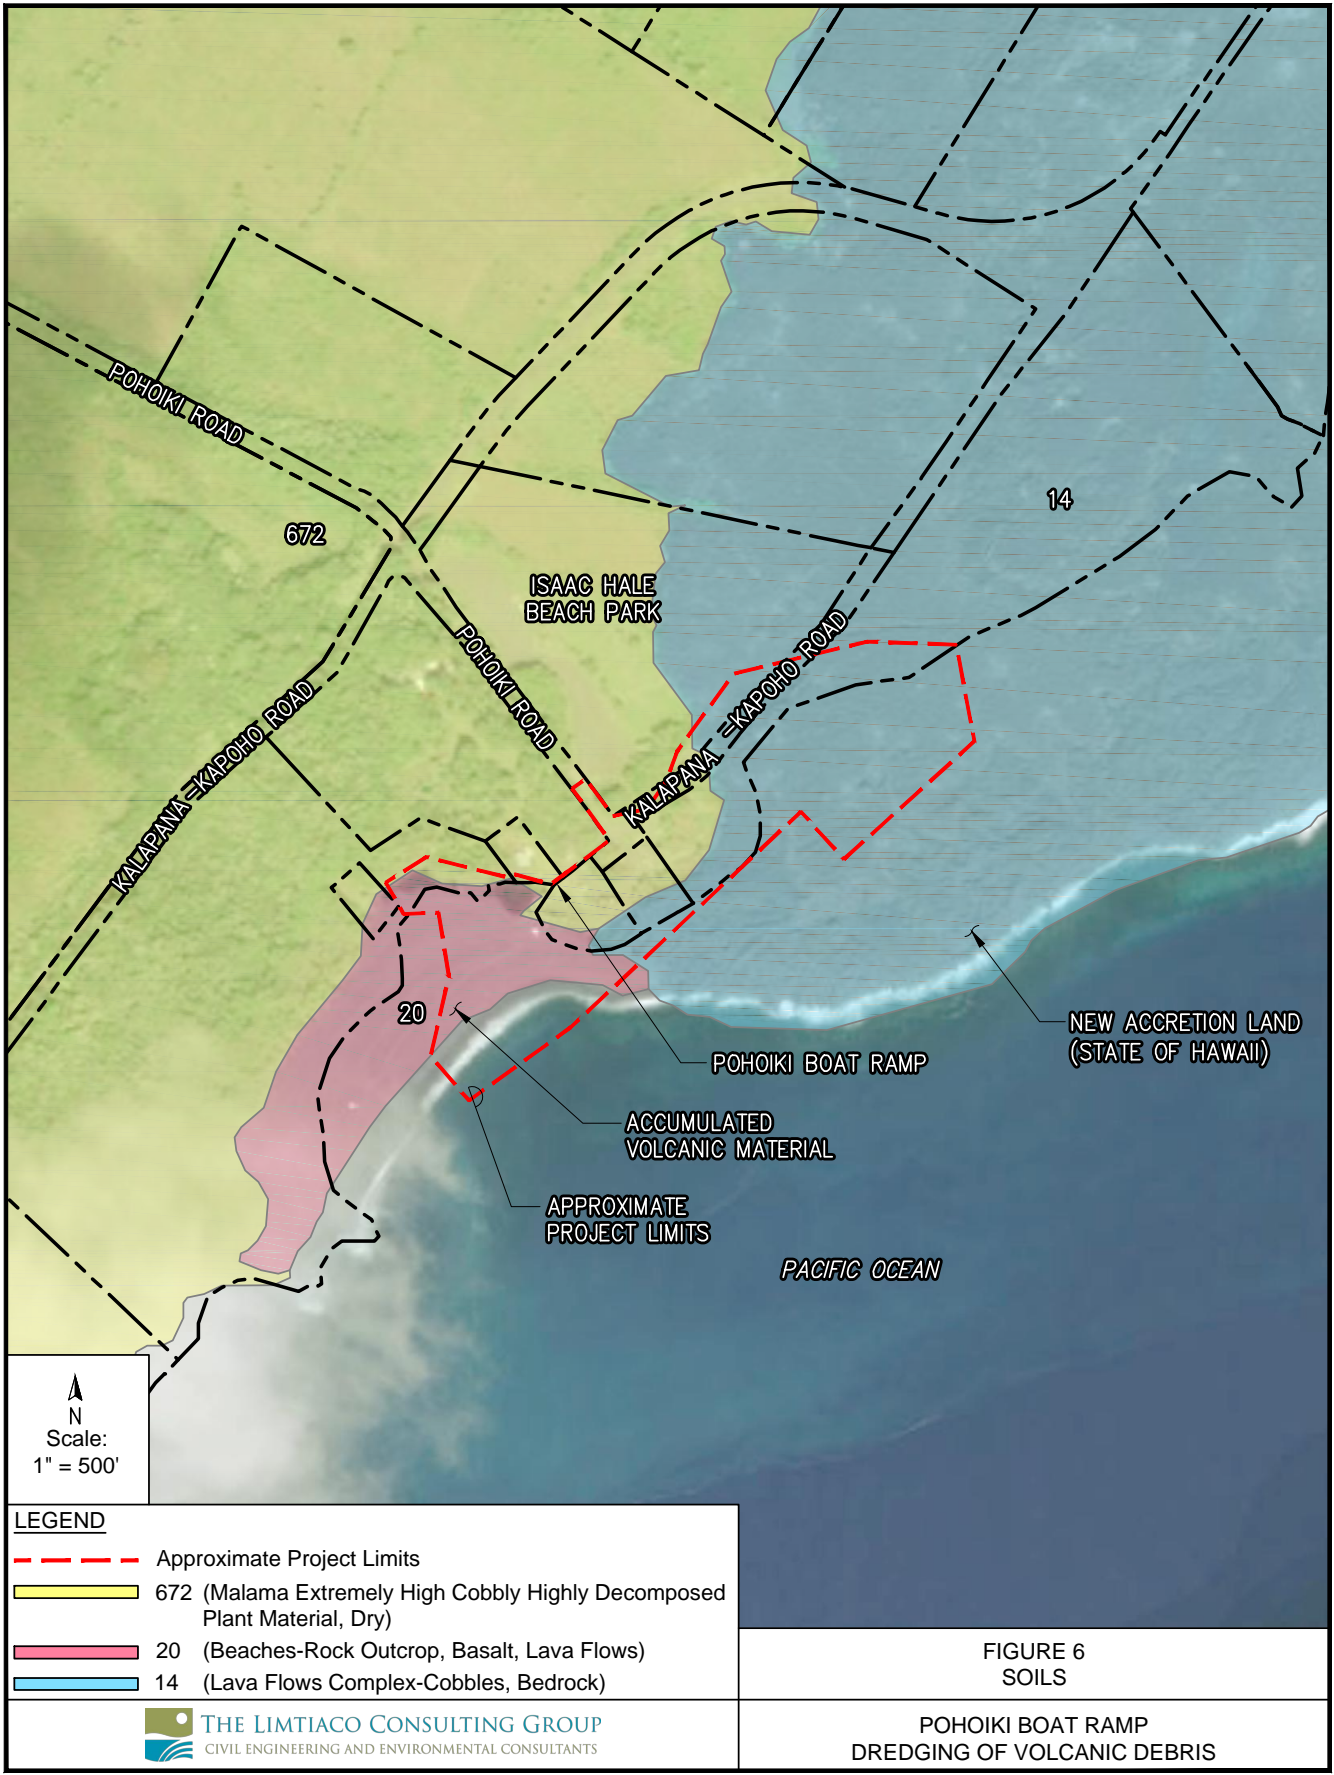 POHOIKI ROAD
672
14
ISAAC HALE
BEACH PARK
POHOIKI ROAD
KALAPANA -KAPOHO ROAD
KALAPANA -KAPOHO ROAD
20
NEW ACCRETION LAND
(STATE OF HAWAII)
POHOIKI BOAT RAMP
ACCUMULATED
VOLCANIC MATERIAL
APPROXIMATE
PROJECT LIMITS
PACIFIC OCEAN
N
Scale:
1" = 500'
LEGEND
Approximate Project Limits
672 (Malama Extremely High Cobbly Highly Decomposed
Plant Material, Dry)
20 (Beaches-Rock Outcrop, Basalt, Lava Flows)
14 (Lava Flows Complex-Cobbles, Bedrock)
FIGURE 6
SOILS
THE LIMTIACO CONSULTING GROUP
CIVIL ENGINEERING AND ENVIRONMENTAL CONSULTANTS
POHOIKI BOAT RAMP
DREDGING OF VOLCANIC DEBRIS